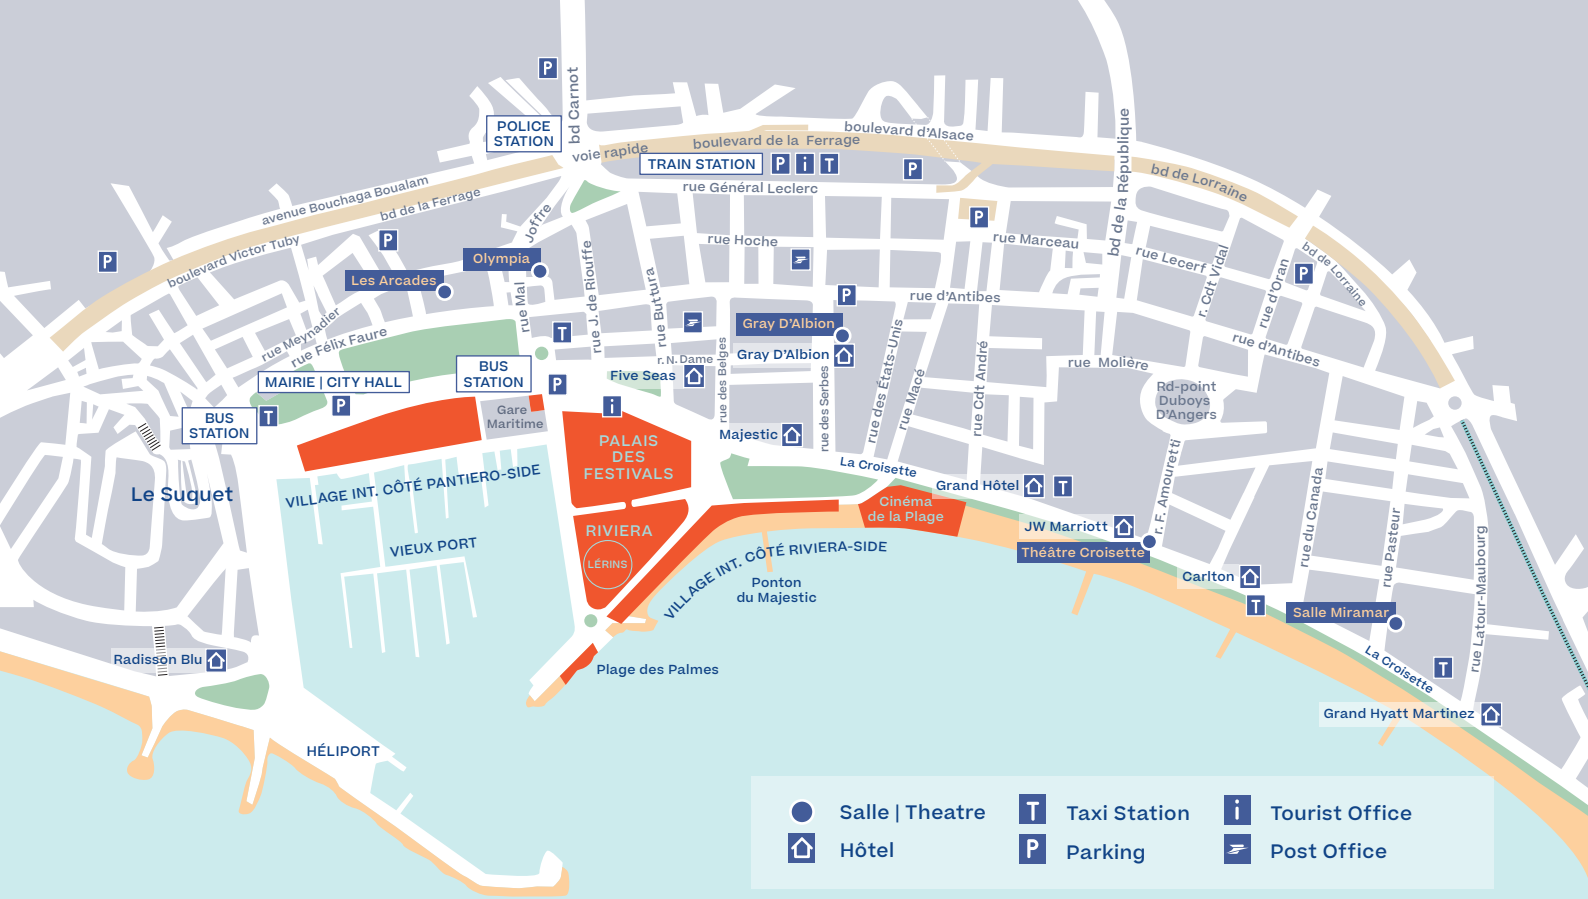 P
bd Carnot
POLICE
STATION
voie rapide
boulevard de la Ferrage
boulevard d'Alsace
TRAIN STATION
P
i
T
P
rue Général Leclerc
bd de la République
bd de Lorraine
avenue Bouchaga Boualam
bd de la Ferrage
boulevard Victor Tuby
P
P
Joffre
Olympia
Les Arcades
rue Hoche
P
rue Marceau
rue Lecerf
r. Cdt Vidal
rue d'Oran
P
bd de Lorraine
rue Meynadier
rue Félix Faure
rue Mal
rue J. de Riouffe
rue Buttura
T
P
rue d'Antibes
rue d'Antibes
Gray D'Albion
Gray D'Albion
r. N. Dame
rue des Belges
rue des Serbes
rue des États-Unis
rue Macé
rue Cdt André
rue Molière
Rd-point
Duboys
D'Angers
BUS
STATION
MAIRIE | CITY HALL
P
BUS
STATION
T
P
Five Seas
i
Gare
Maritime
PALAIS
DES
FESTIVALS
Majestic
La Croisette
Grand Hôtel
T
Cinéma
de la Plage
JW Marriott
Théâtre Croisette
r. F. Amouretti
rue du Canada
rue Pasteur
rue Latour-Maubourg
Le Suquet
VILLAGE INT. CÔTÉ PANTIERO-SIDE
VIEUX PORT
RIVIERA
LÉRINS
VILLAGE INT. CÔTÉ RIVIERA-SIDE
Ponton
du Majestic
Carlton
T
Salle Miramar
La Croisette
T
Grand Hyatt Martinez
Radisson Blu
Plage des Palmes
HÉLIPORT
Salle | Theatre
T
Taxi Station
i
Tourist Office
Hôtel
P
Parking
Post Office